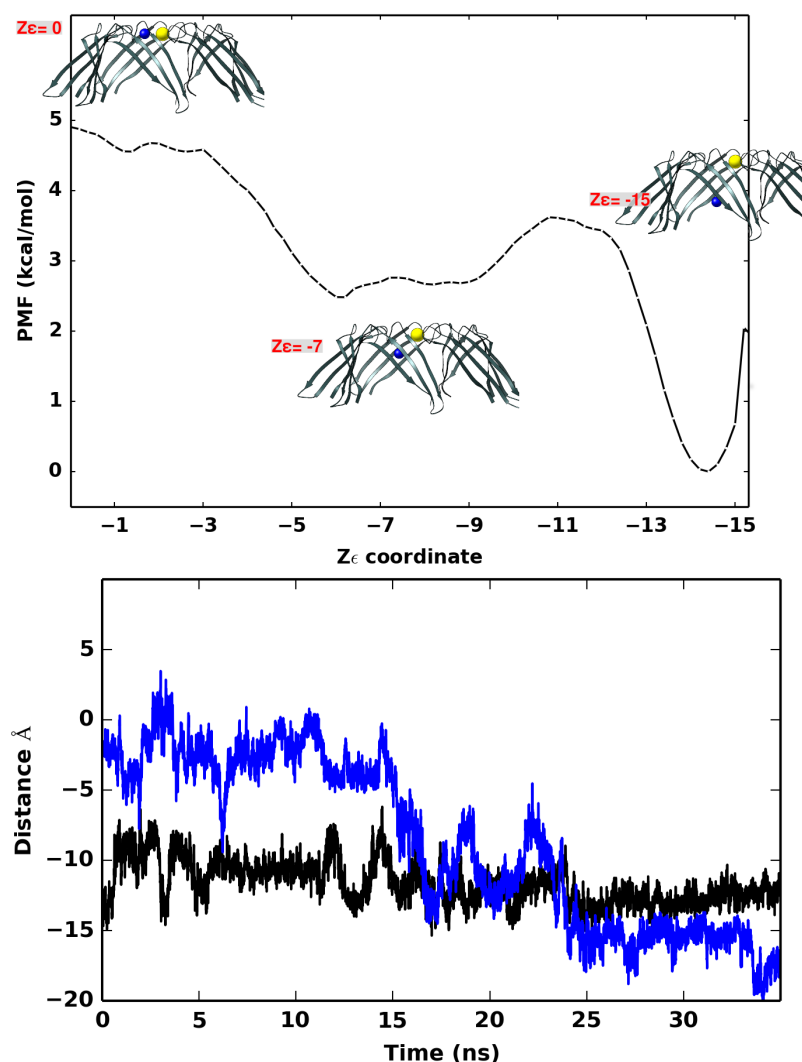 Zε= 0
5
4
3
2
1
0
PMF (kcal/mol)
Zε= -15
Zε= -7
−1 −3 −5 −7 −9 −11 −13 −15
Zϵ coordinate
5
0
−5
−10
−15
−20
Distance Å
0 5 10 15 20 25 30
Time (ns)